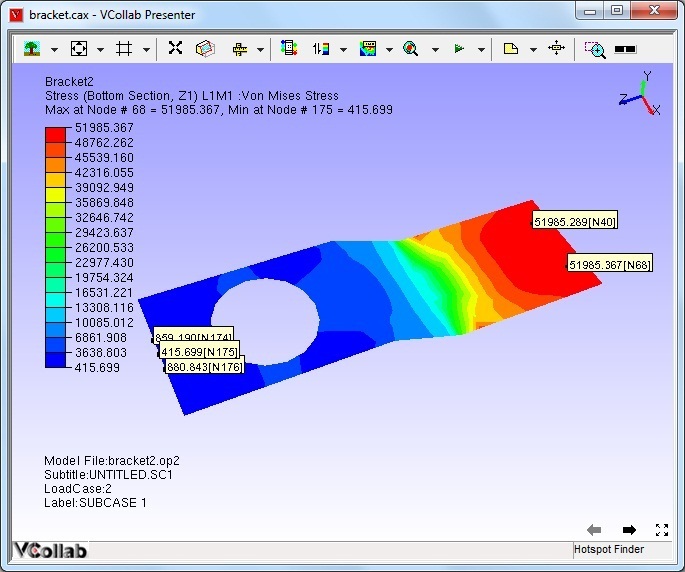 bracket.cax - VCollab Presenter
Bracket2
Stress (Bottom Section, Z1) L1M1 :Von Mises Stress
Max at Node # 68 = 51985.367, Min at Node # 175 = 415.699
51985.367
48762.262
45539.160
42316.055
39092.949
35869.848
32646.742
29423.637
26200.533
22977.430
19754.324
16531.221
13308.116
10085.012
6861.908
3638.803
415.699
Y
Z
X
51985.289[N40]
51985.367[N68]
859.190[N174]
415.699[N175]
880.843[N176]
Model File:bracket2.op2
Subtitle:UNTITLED.SC1
LoadCase:2
Label:SUBCASE 1
VCollab
Hotspot Finder